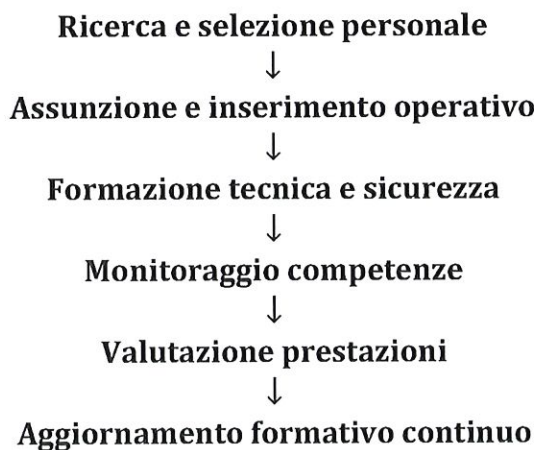 Ricerca e selezione personale
↓
Assunzione e inserimento operativo
↓
Formazione tecnica e sicurezza
↓
Monitoraggio competenze
↓
Valutazione prestazioni
↓
Aggiornamento formativo continuo